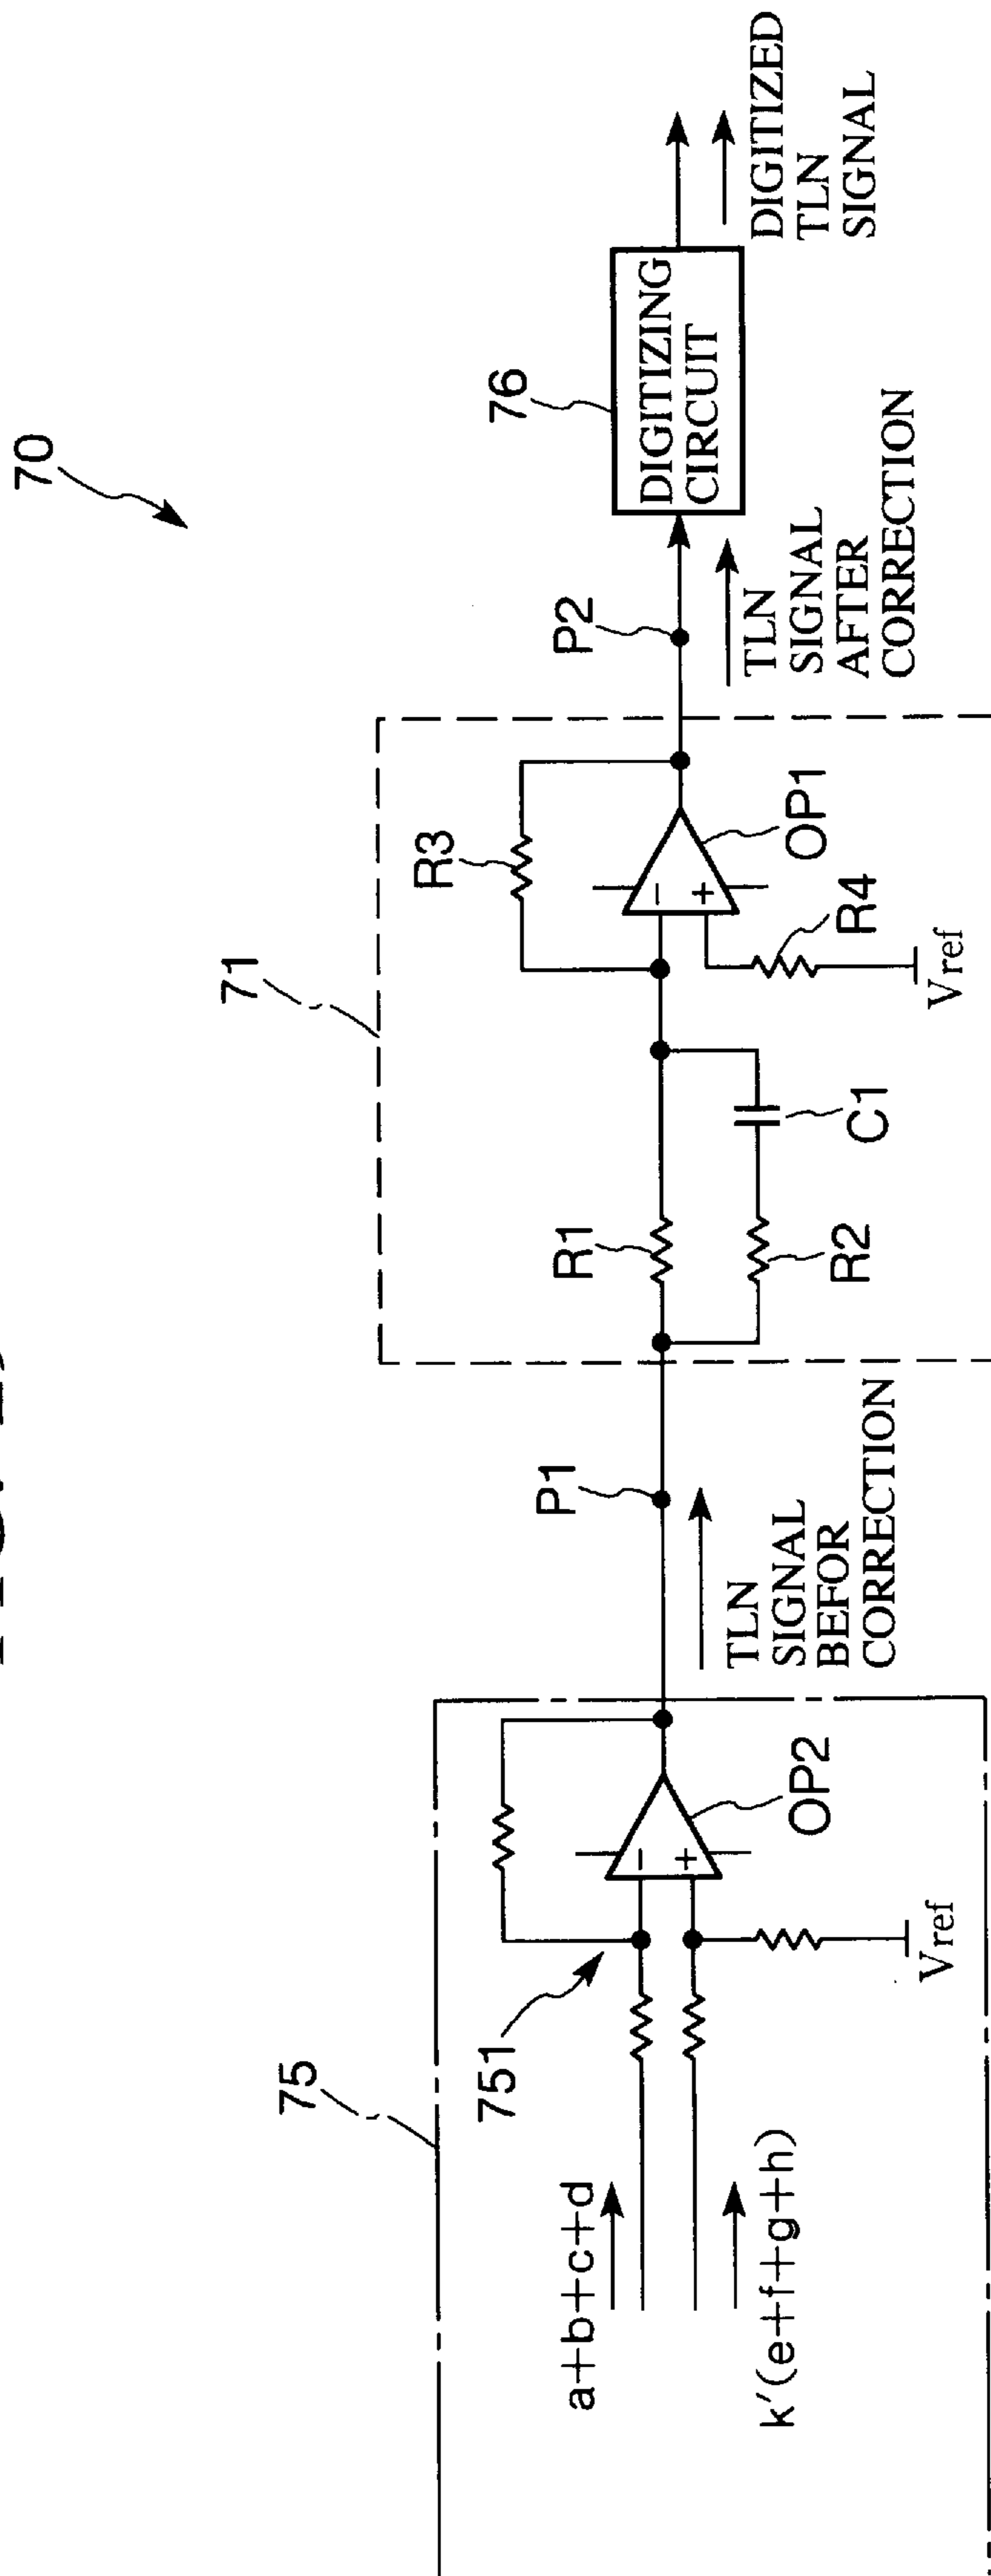 70
75
751
a+b+c+d
k′(e+f+g+h)
Vref
OP2
P1
TLN
SIGNAL
BEFOR
CORRECTION
71
R1
R2
C1
R3
R4
Vref
OP1
P2
TLN
SIGNAL
AFTER
CORRECTION
76
DIGITIZING
CIRCUIT
DIGITIZED
TLN
SIGNAL